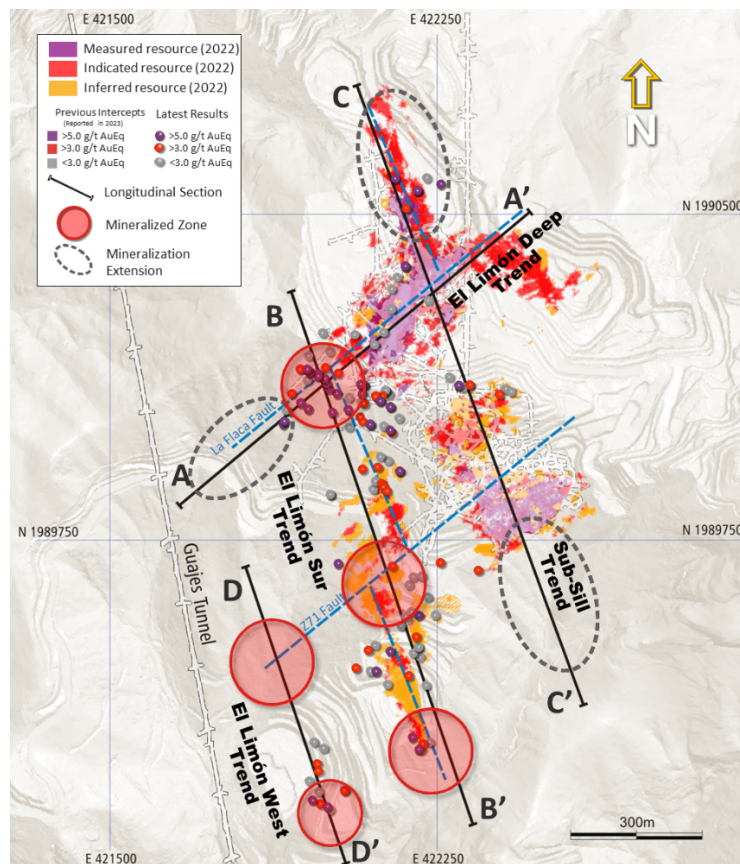 E 421500
E 422250
Measured resource (2022)
Indicated resource (2022)
Inferred resource (2022)
Previous Intercepts
(Reported in 2023)
Latest Results
>5.0 g/t AuEq
>5.0 g/t AuEq
>3.0 g/t AuEq
>3.0 g/t AuEq
<3.0 g/t AuEq
<3.0 g/t AuEq
Longitudinal Section
Mineralized Zone
Mineralization
Extension
N
C
A'
N 1990500
El Limón Deep
Trend
B
La Flaca Fault
A
El Limón Sur
Trend
N 1989750
Guajes Tunnel
Sub-Sill
Trend
D
Z71 Fault
C'
El Limón West
Trend
B'
D'
300m
E 421500
E 422250